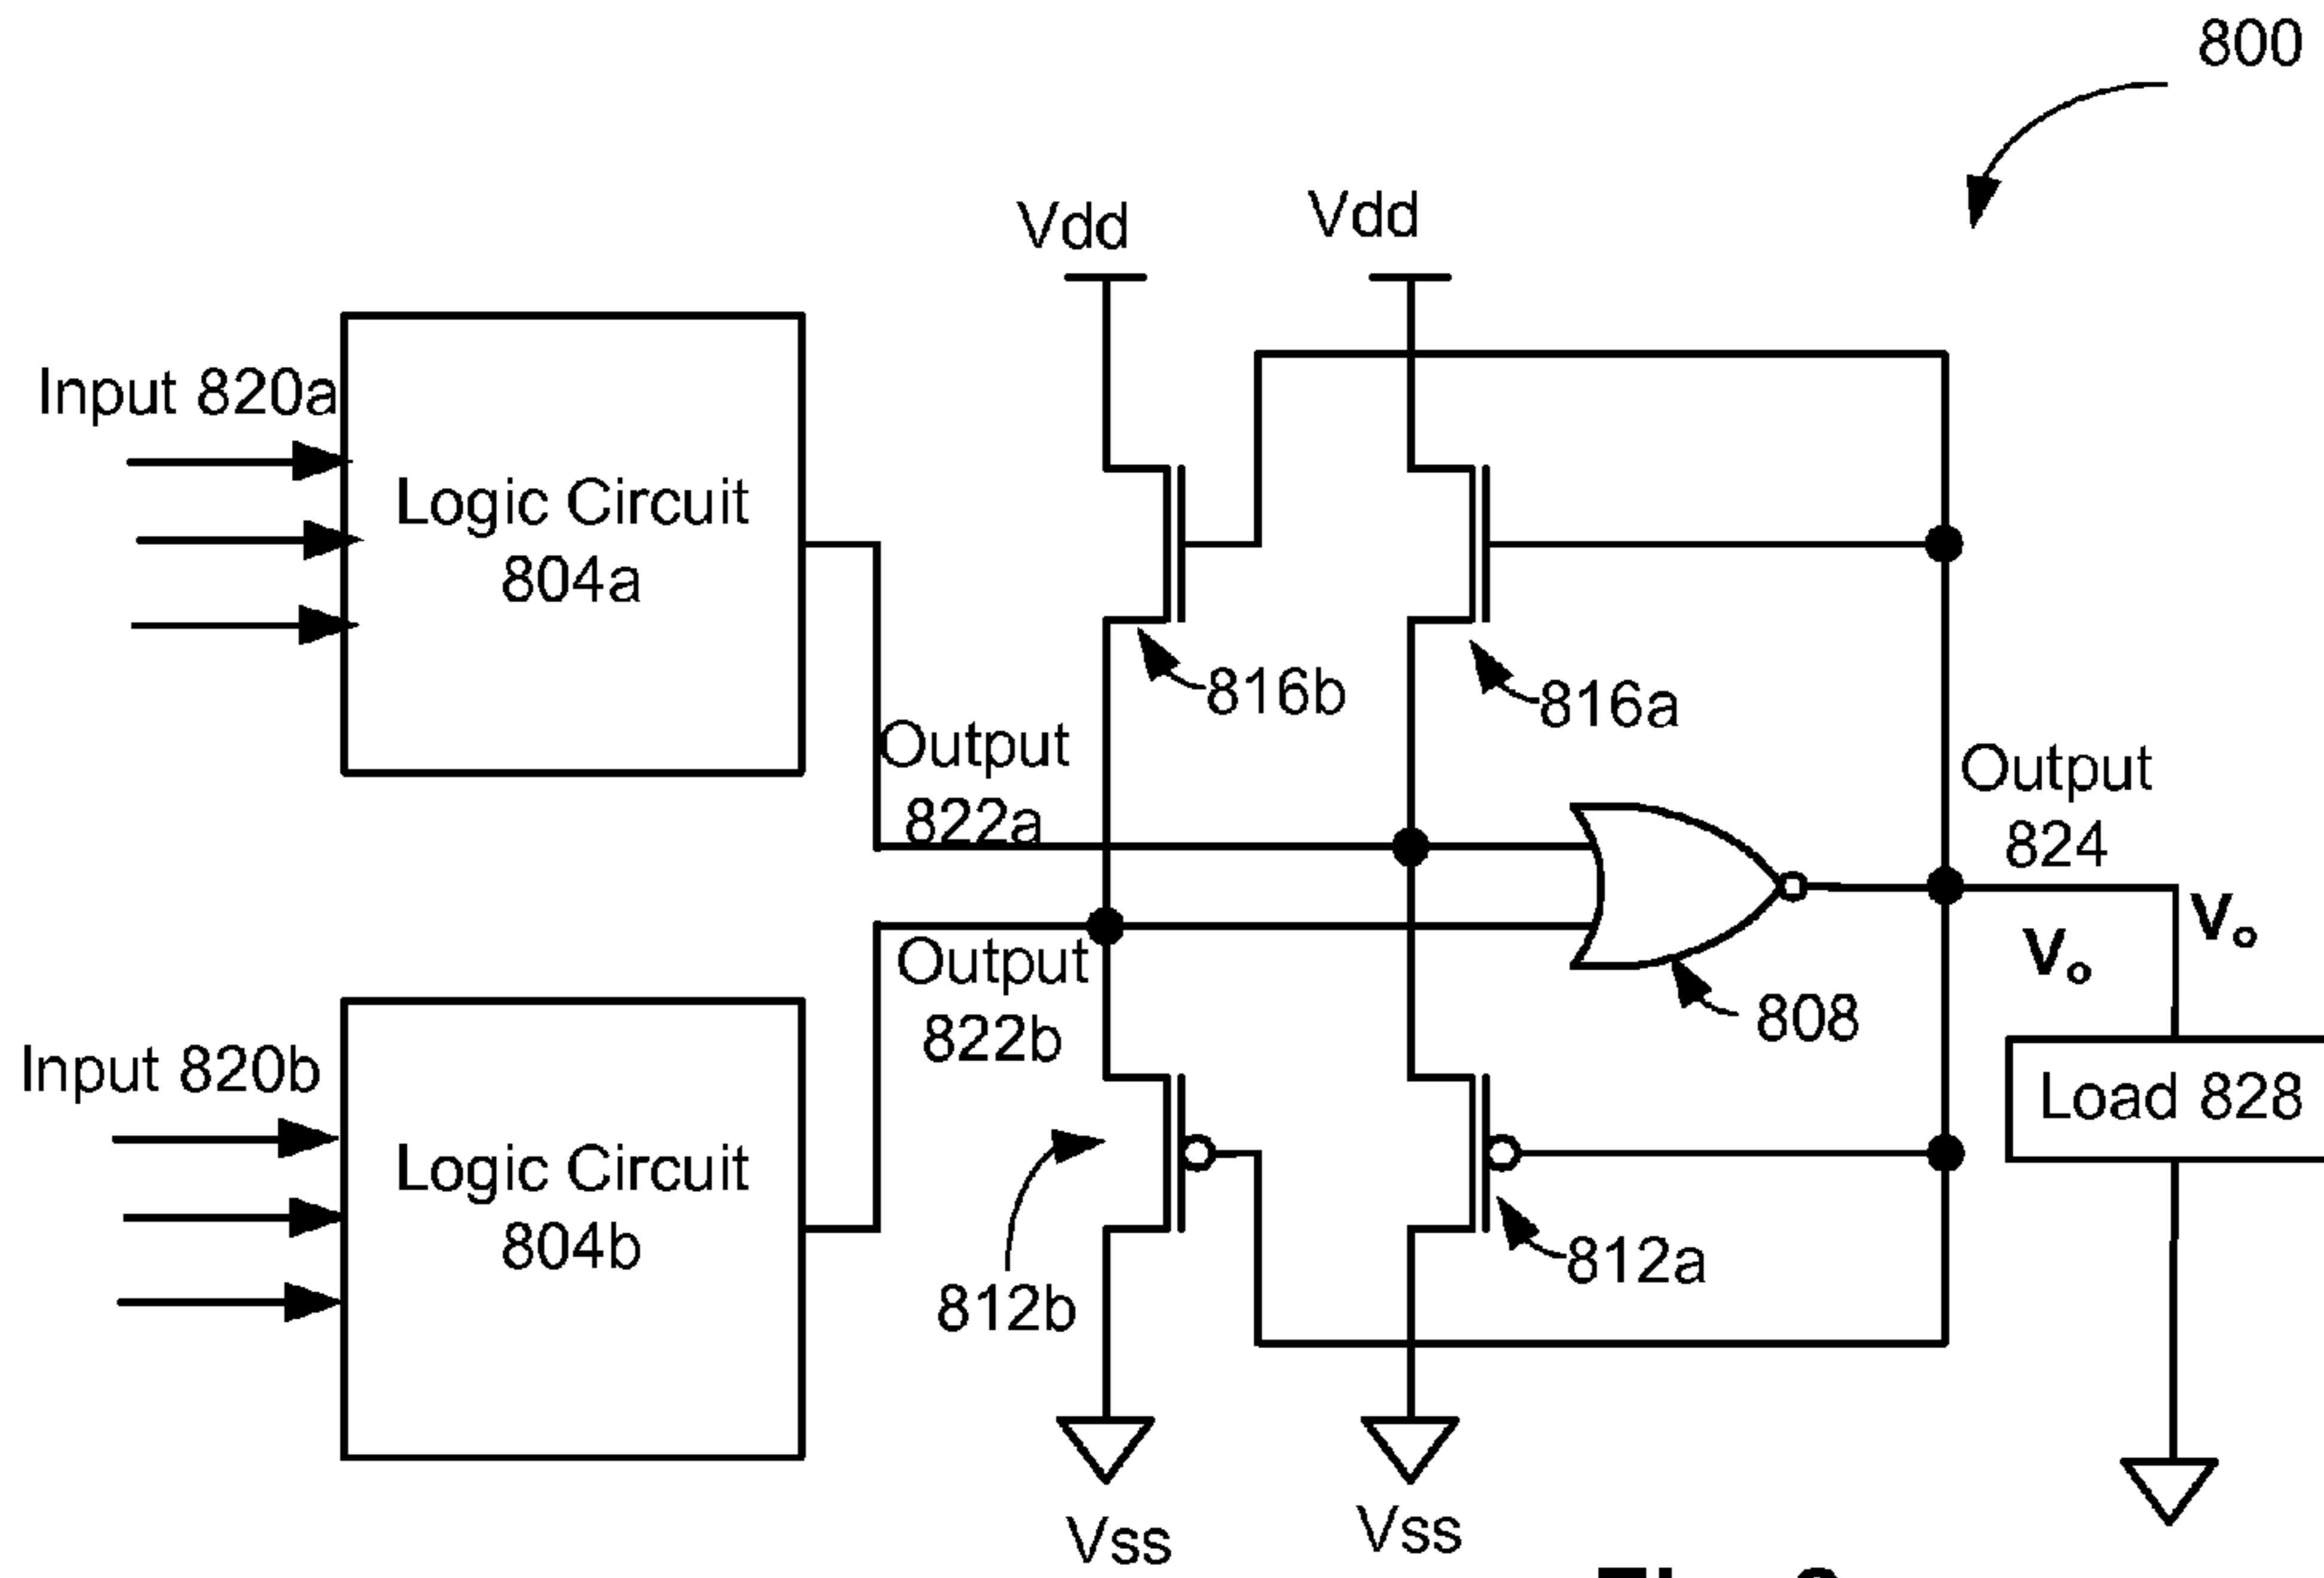 800
Vdd
Vdd
Input 820a
Logic Circuit
804a
816b
816a
Output
822a
Output
824
Vo
Vo
Output
822b
808
Input 820b
Logic Circuit
804b
Load 828
812b
812a
Vss
Vss